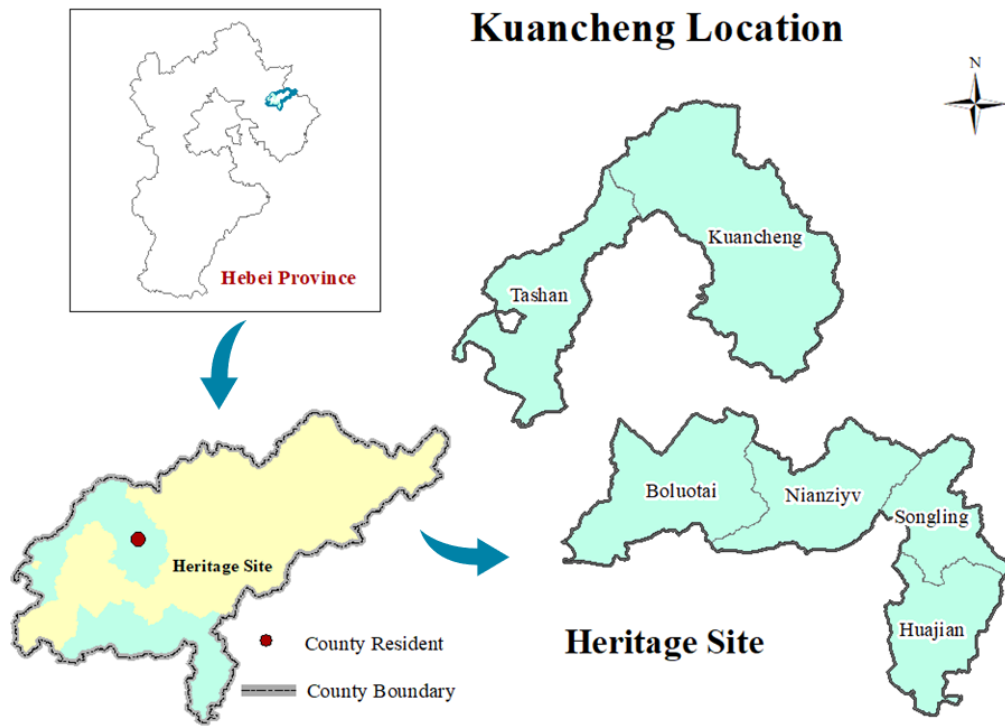 Kuancheng Location
N
Hebei Province
Kuancheng
Tashan
Boluotai
Nianziyv
Songling
Huajian
Heritage Site
County Resident
County Boundary
Heritage Site